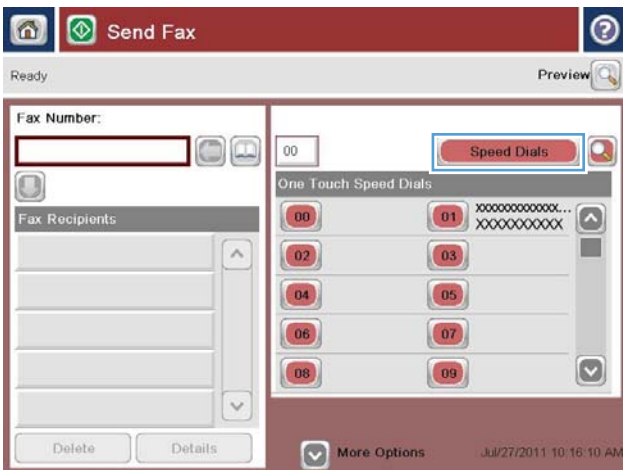 Send Fax
Ready
Preview
Fax Number:
00
Speed Dials
One Touch Speed Dials
Fax Recipients
00
01 XXXXXXXXXXXXX...
XXXXXXXXXX
02
03
04
05
06
07
08
09
Delete
Details
More Options
Jul/27/2011 10:16:10 AM